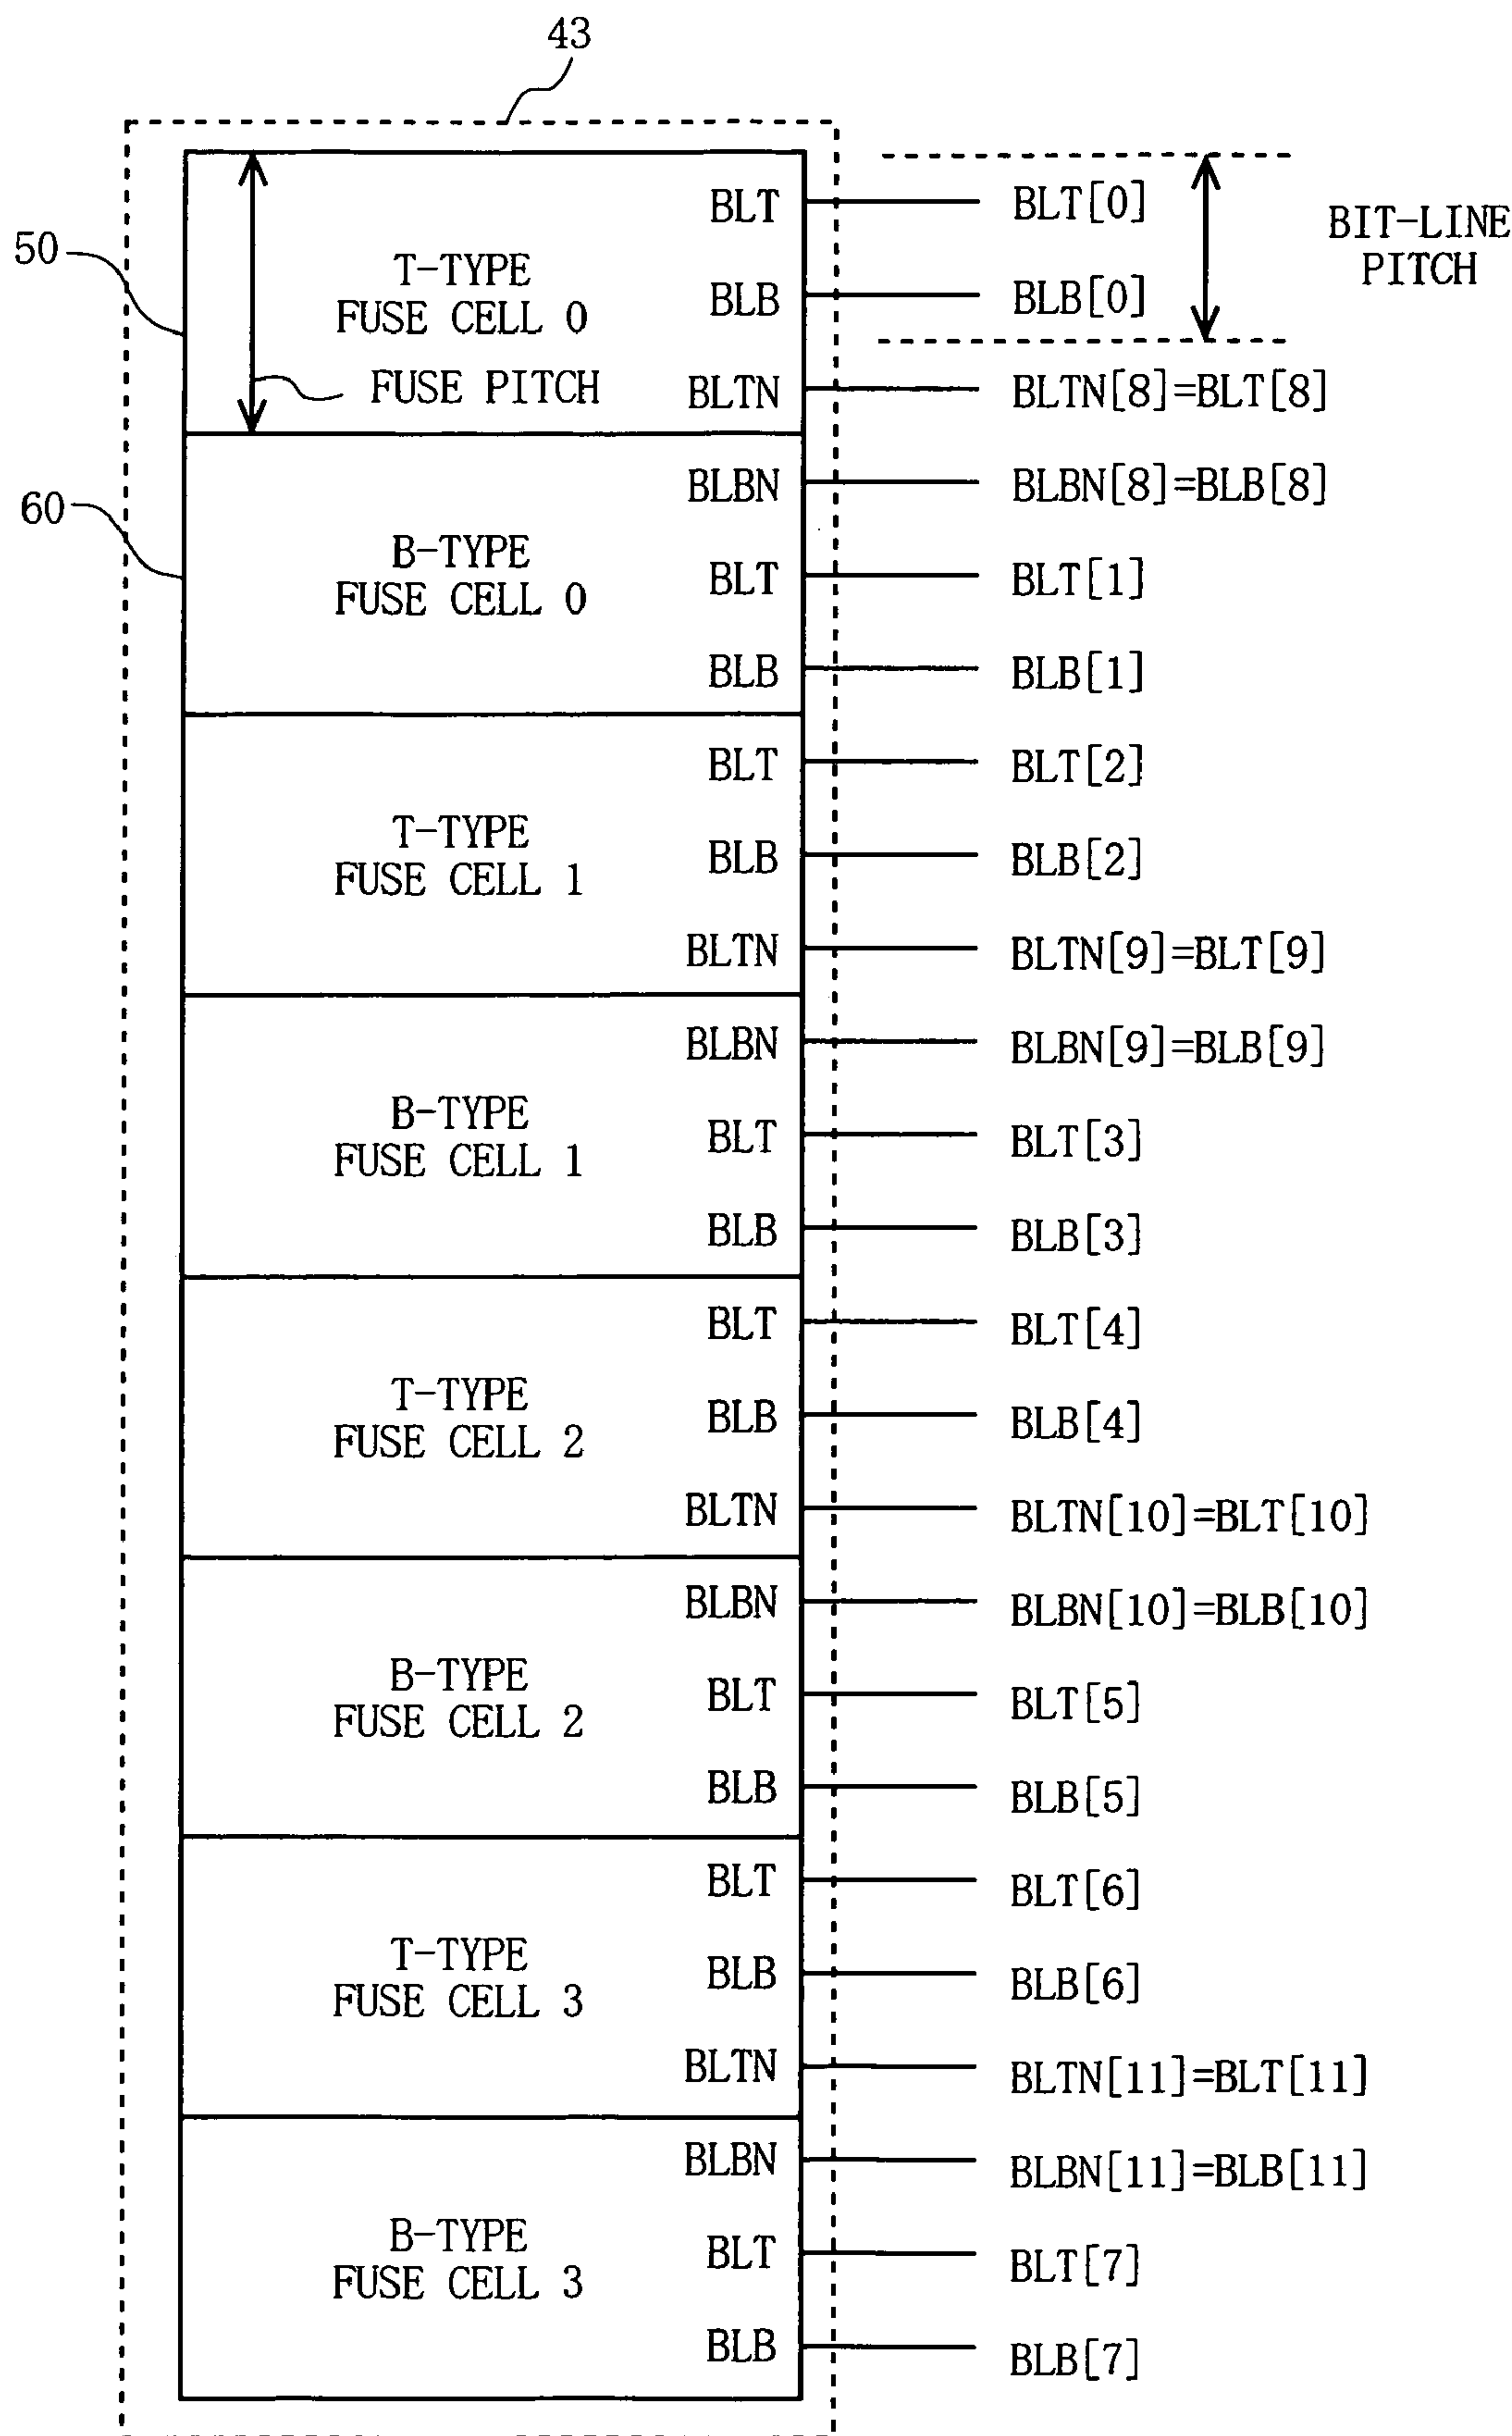 43
BLT
BLT[0]
BIT-LINE
PITCH
50
T-TYPE
FUSE CELL 0
BLB
BLB[0]
FUSE PITCH
BLTN
BLTN[8]=BLT[8]
60
BLBN
BLBN[8]=BLB[8]
B-TYPE
FUSE CELL 0
BLT
BLT[1]
BLB
BLB[1]
BLT
BLT[2]
T-TYPE
FUSE CELL 1
BLB
BLB[2]
BLTN
BLTN[9]=BLT[9]
BLBN
BLBN[9]=BLB[9]
B-TYPE
FUSE CELL 1
BLT
BLT[3]
BLB
BLB[3]
BLT
BLT[4]
T-TYPE
FUSE CELL 2
BLB
BLB[4]
BLTN
BLTN[10]=BLT[10]
BLBN
BLBN[10]=BLB[10]
B-TYPE
FUSE CELL 2
BLT
BLT[5]
BLB
BLB[5]
BLT
BLT[6]
T-TYPE
FUSE CELL 3
BLB
BLB[6]
BLTN
BLTN[11]=BLT[11]
BLBN
BLBN[11]=BLB[11]
B-TYPE
FUSE CELL 3
BLT
BLT[7]
BLB
BLB[7]